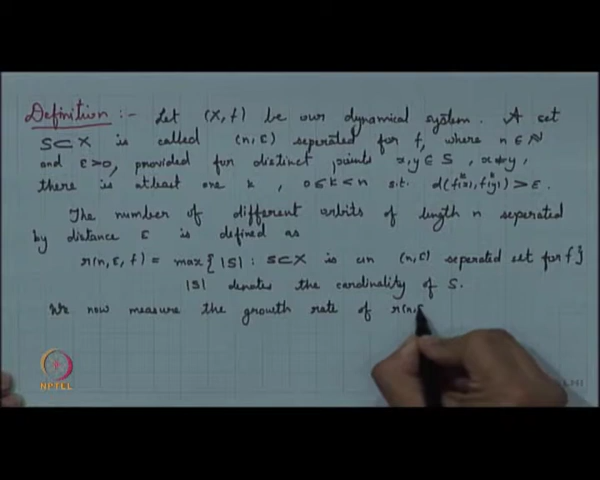 Definition :- Let (X, f) be our dynamical system. A set
S⊂X is called (n, ε) seperated for f, where n ∈ N
and ε>0, provided for distinct points x, y ∈ S, x≠y,
there is atleast one k, 0≤k<n s.t. d(fᵏ(x), fᵏ(y)) > ε.
The number of different orbits of length n seperated
by distance ε is defined as
r(n, ε, f) = max{|S| : S⊂X is an (n, ε) seperated set for f}
|S| denotes the cardinality of S.
We now measure the growth rate of r(n, ε
NPTEL